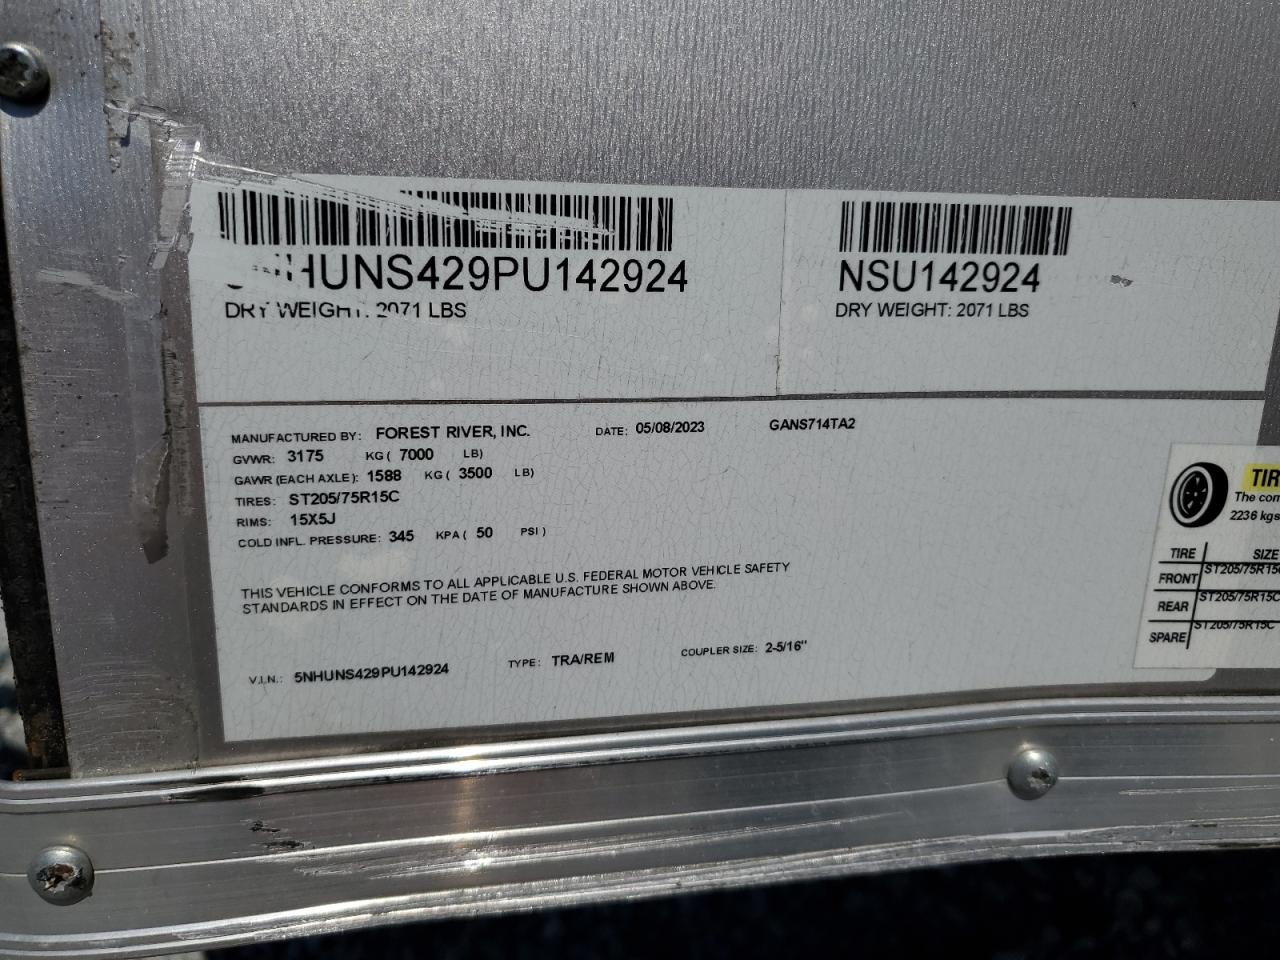 HUNS429PU142924
DRY WEIGHT: 2071 LBS
NSU142924
DRY WEIGHT: 2071 LBS
MANUFACTURED BY: FOREST RIVER, INC. DATE: 05/08/2023 GANS714TA2
GVWR: 3175 KG ( 7000 LB)
GAWR (EACH AXLE): 1588 KG ( 3500 LB)
TIRES: ST205/75R15C
RIMS: 15X5J
COLD INFL. PRESSURE: 345 KPA ( 50 PSI )
THIS VEHICLE CONFORMS TO ALL APPLICABLE U.S. FEDERAL MOTOR VEHICLE SAFETY
STANDARDS IN EFFECT ON THE DATE OF MANUFACTURE SHOWN ABOVE.
V.I.N.: 5NHUNS429PU142924 TYPE: TRA/REM COUPLER SIZE: 2-5/16"
TIR
The com
2236 kgs
TIRE SIZE
FRONT ST205/75R15C
REAR ST205/75R15C
SPARE ST205/75R15C